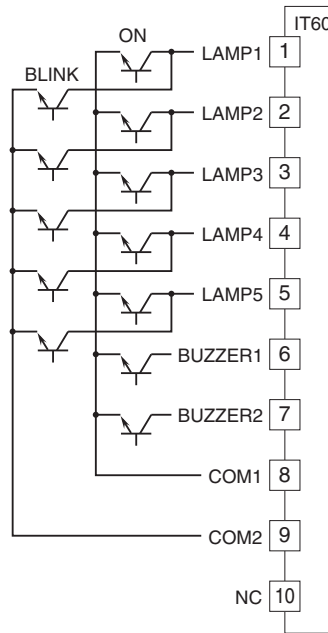 IT60
ON
LAMP1 1
BLINK
LAMP2 2
LAMP3 3
LAMP4 4
LAMP5 5
BUZZER1 6
BUZZER2 7
COM1 8
COM2 9
NC 10